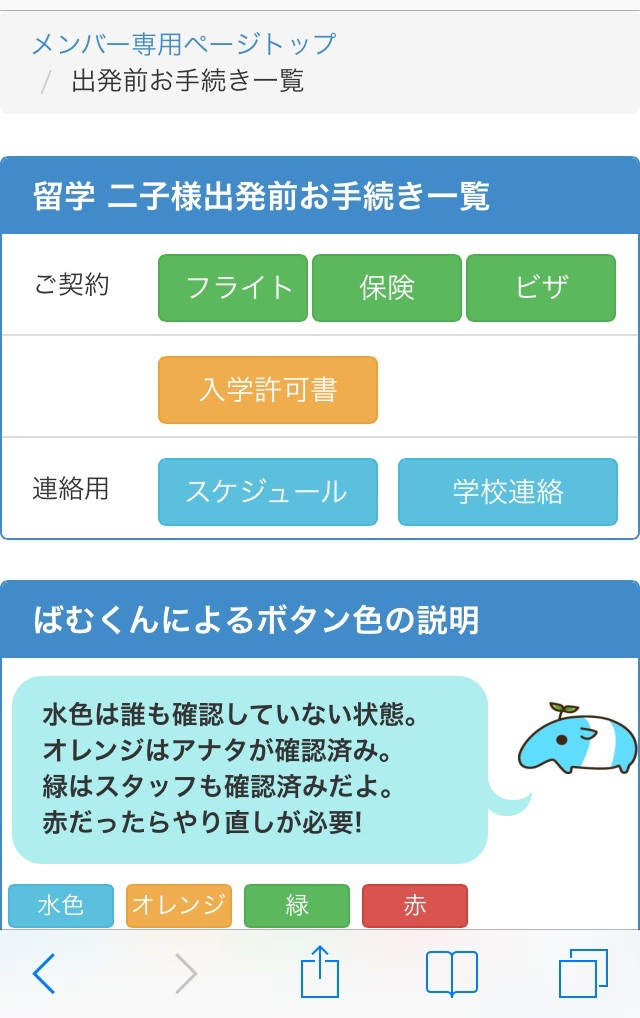 メンバー専用ページトップ
/ 出発前お手続き一覧
留学 二子様出発前お手続き一覧
ご契約 フライト 保険 ビザ
入学許可書
連絡用 スケジュール 学校連絡
ばむくんによるボタン色の説明
水色は誰も確認していない状態。
オレンジはアナタが確認済み。
緑はスタッフも確認済みだよ。
赤だったらやり直しが必要!
水色 オレンジ 緑 赤